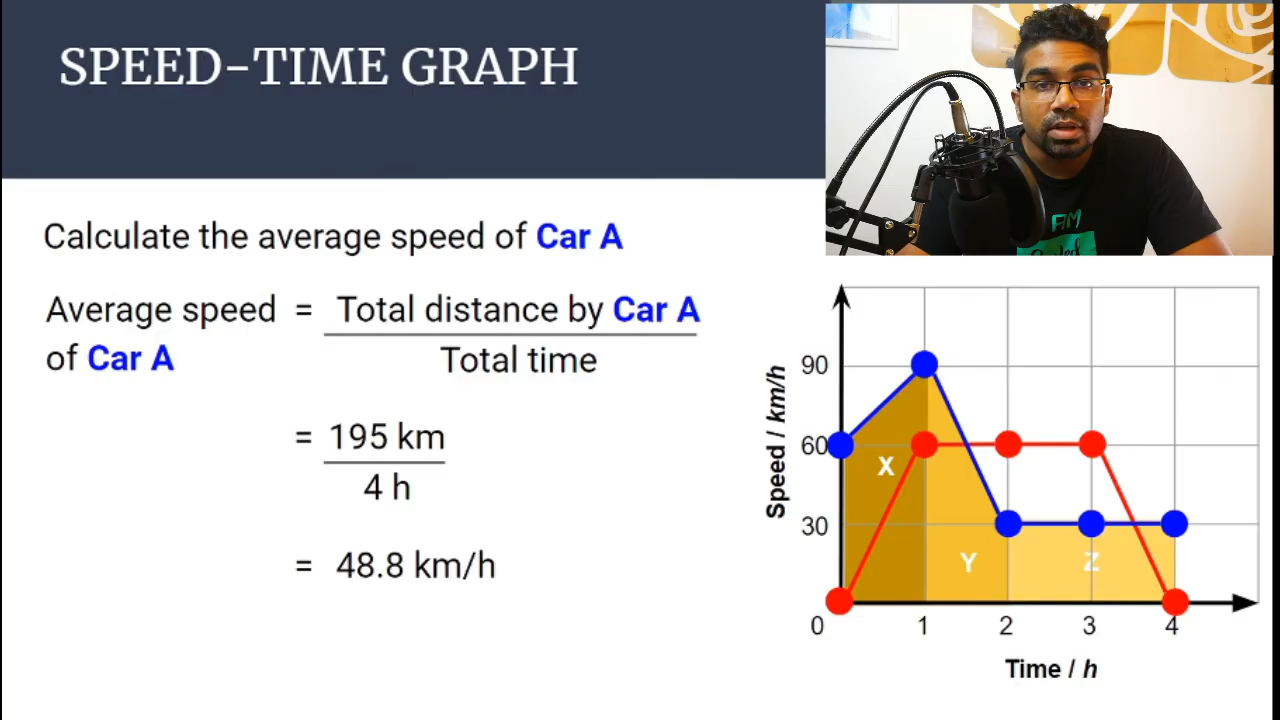 SPEED-TIME GRAPH
Calculate the average speed of Car A
Average speed = Total distance by Car A
of Car A Total time
= 195 km
4 h
= 48.8 km/h
AM
90
60
30
0 1 2 3 4
X
Y
Z
Speed / km/h
Time / h